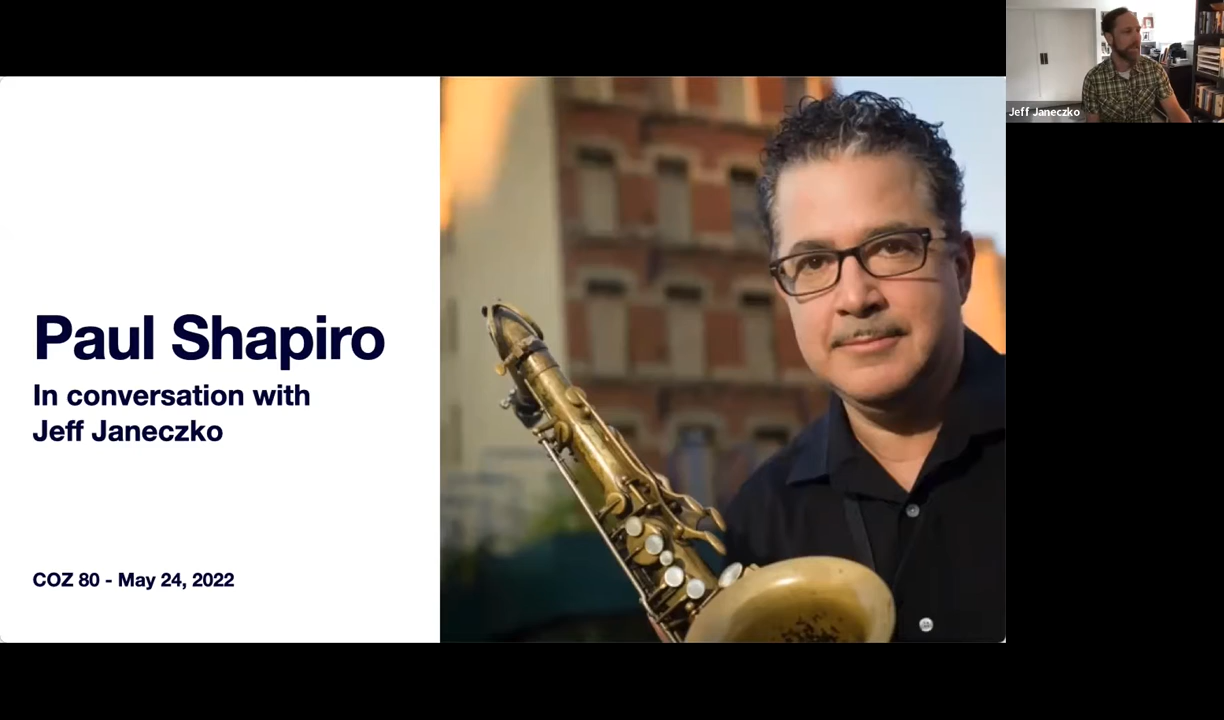 Paul Shapiro
In conversation with
Jeff Janeczko
COZ 80 - May 24, 2022
Jeff Janeczko